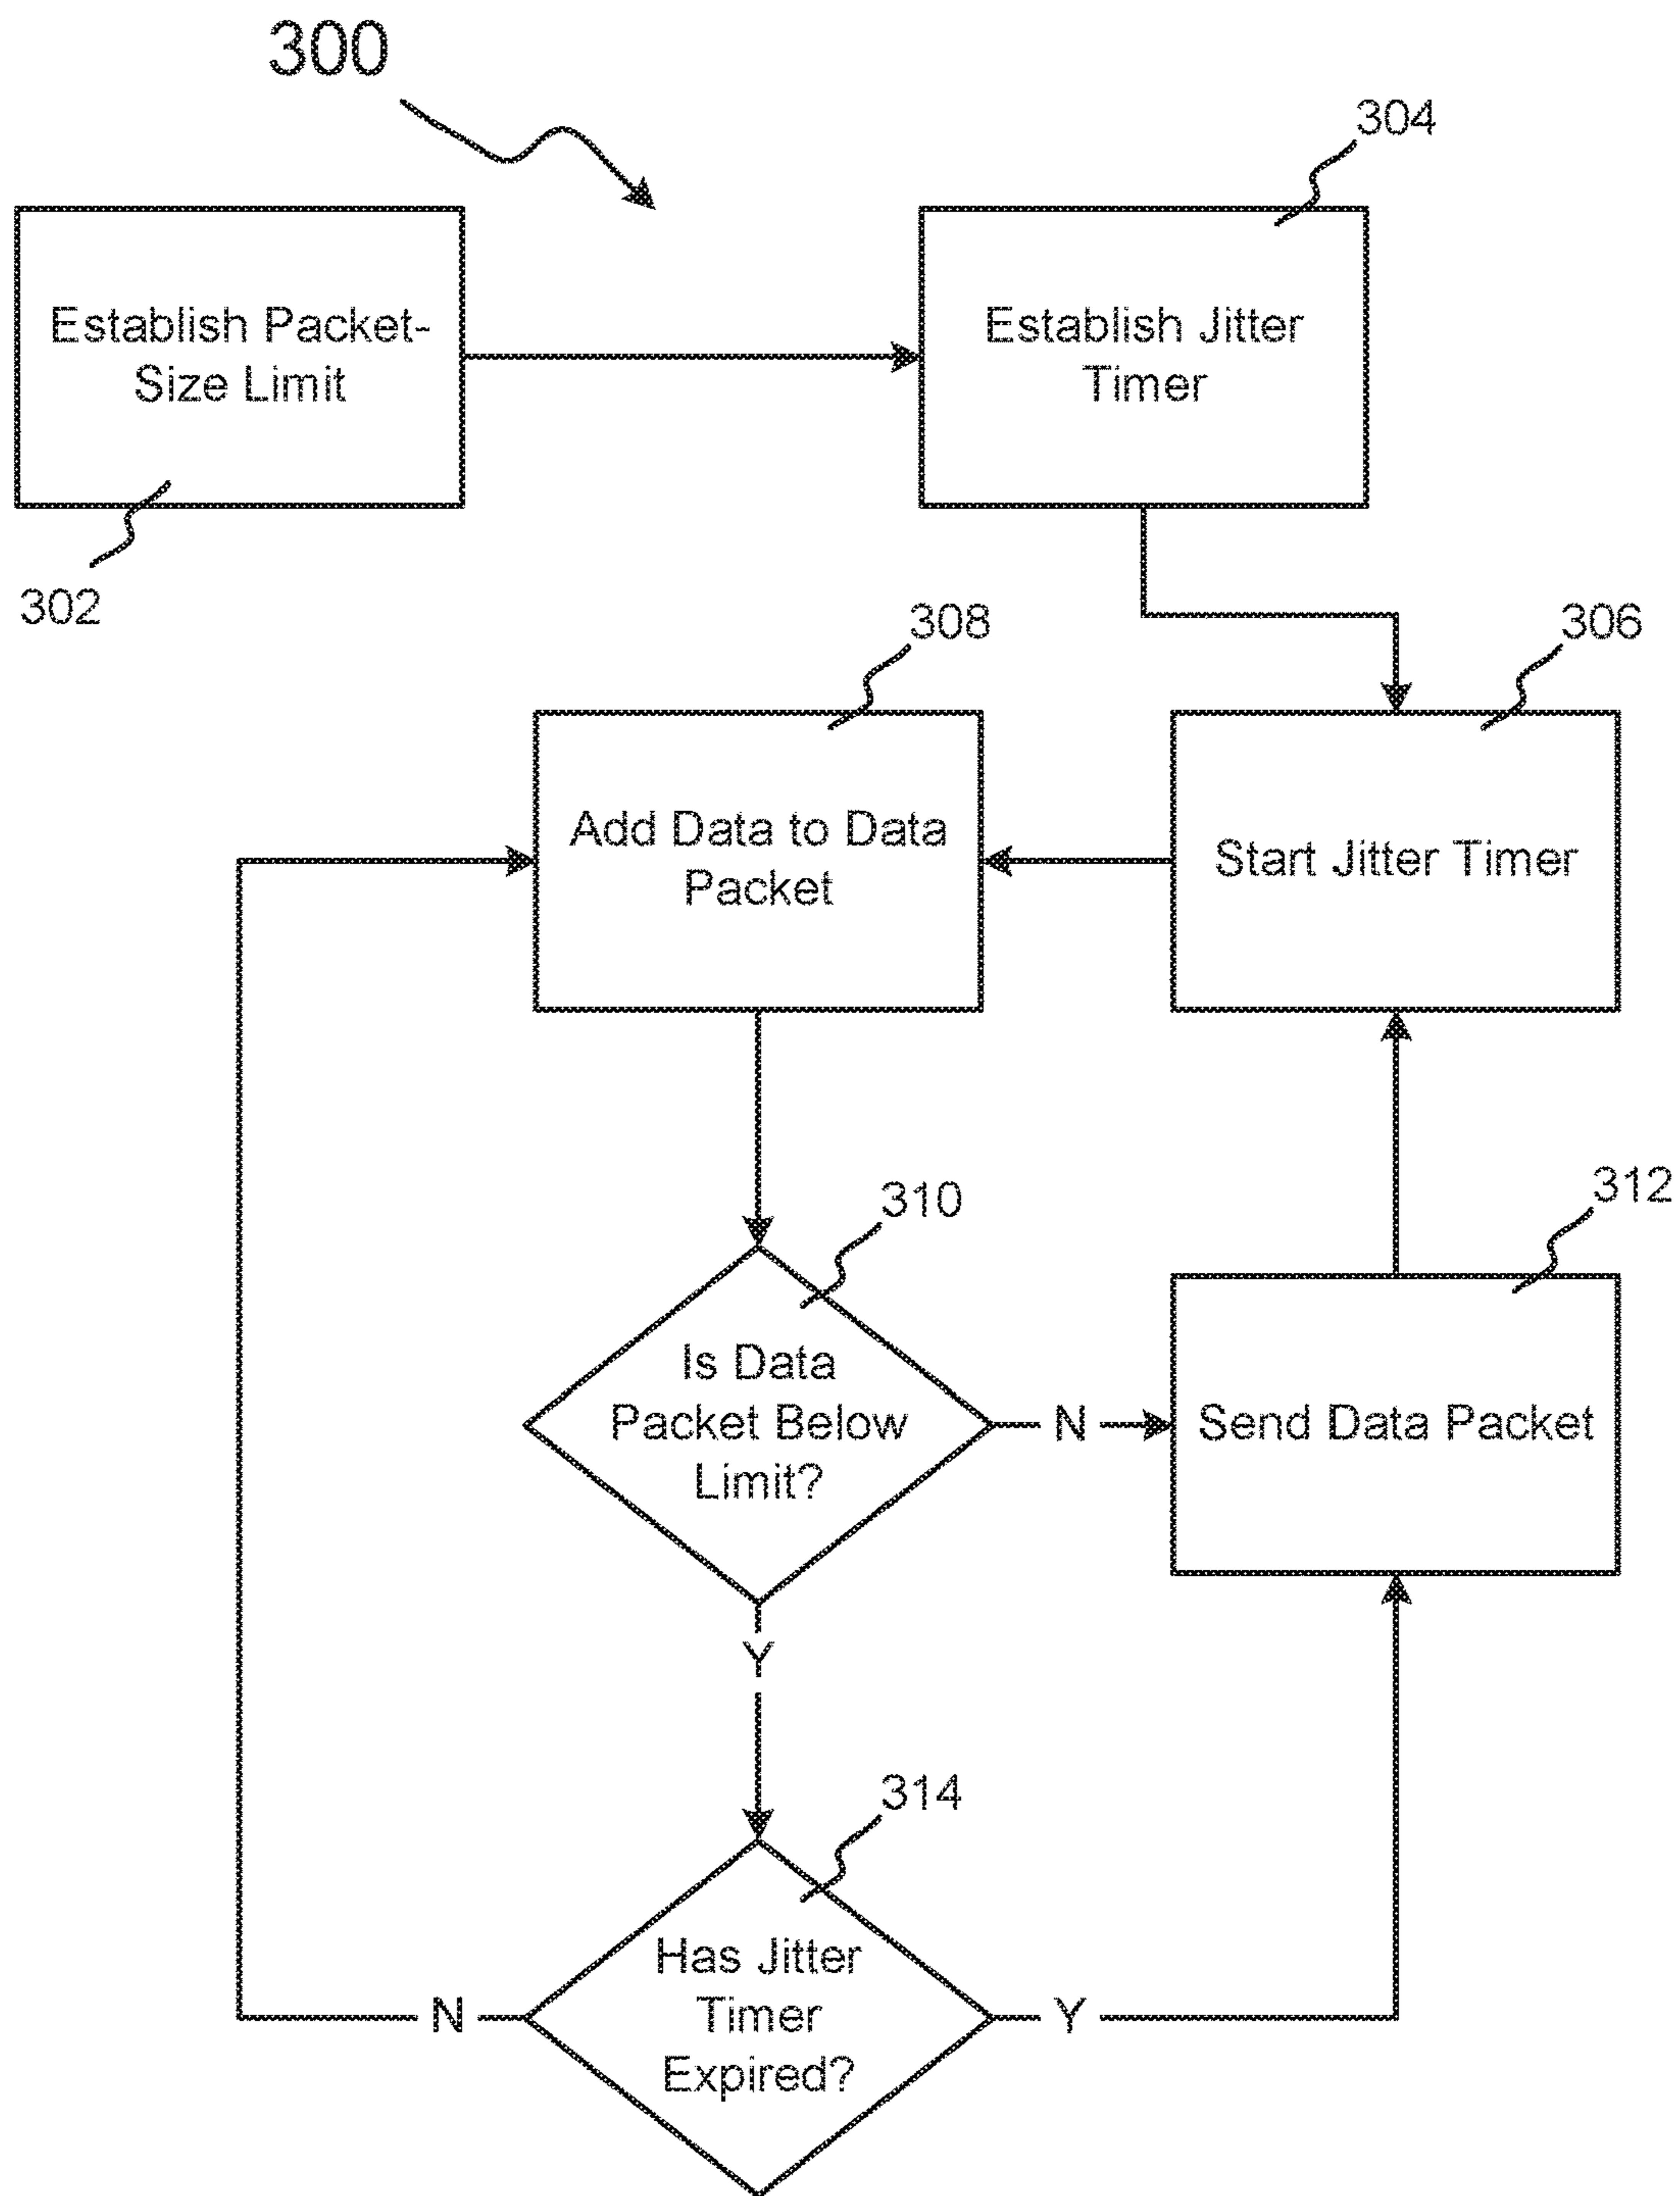 300
304
Establish Packet-
Size Limit
Establish Jitter
Timer
302
308
306
Add Data to Data
Packet
Start Jitter Timer
310
312
Is Data
Packet Below
Limit?
N
Send Data Packet
Y
314
Has Jitter
Timer
Expired?
N
Y